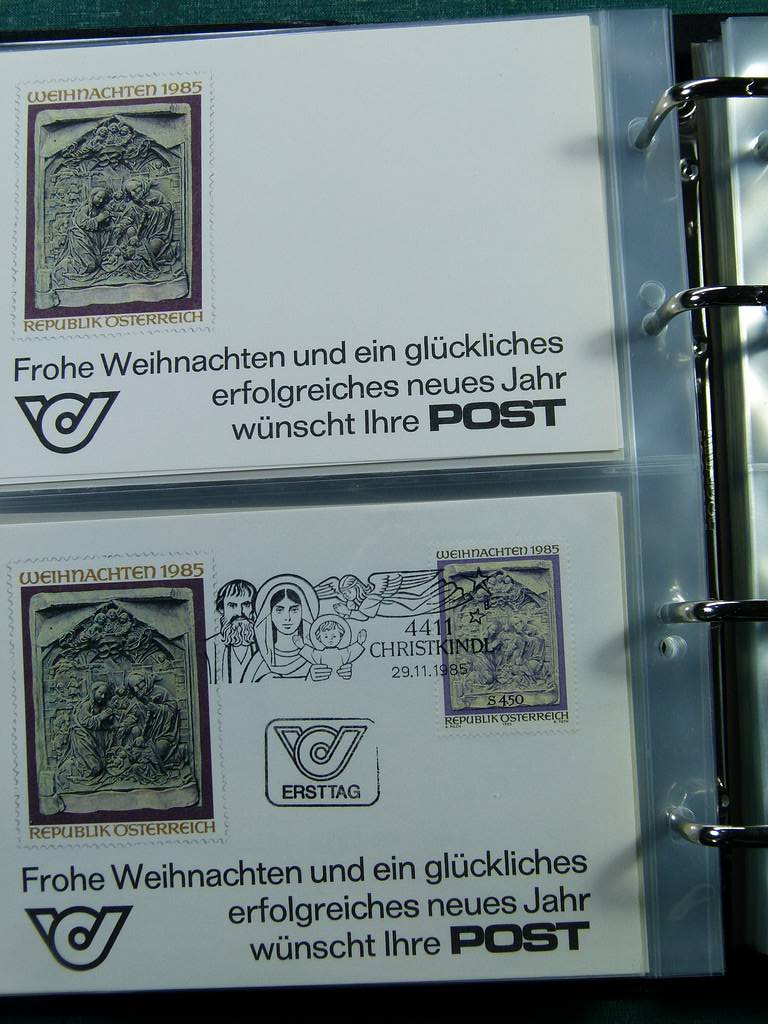 WEIHNACHTEN 1985
REPUBLIK ÖSTERREICH
Frohe Weihnachten und ein glückliches
erfolgreiches neues Jahr
wünscht Ihre POST
WEIHNACHTEN 1985
REPUBLIK ÖSTERREICH
4411
CHRISTKINDL
29.11.1985
WEIHNACHTEN 1985
S 4 50
REPUBLIK ÖSTERREICH
ERSTTAG
Frohe Weihnachten und ein glückliches
erfolgreiches neues Jahr
wünscht Ihre POST